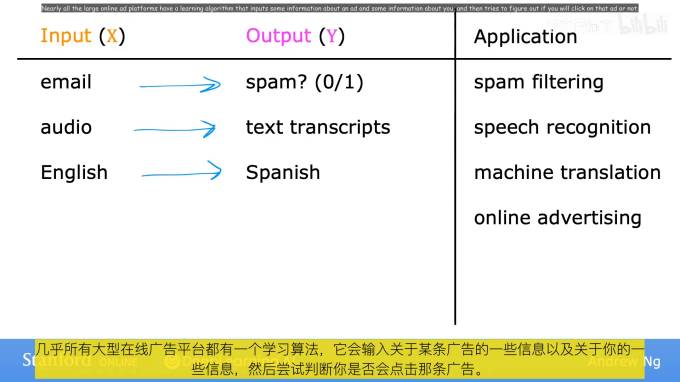 Nearly all the large online ad platforms have a learning algorithm that inputs some information about an ad and some information about you, and then tries to figure out if you will click on that ad or not.
Input (X) Output (Y) Application
email spam? (0/1) spam filtering
audio text transcripts speech recognition
English Spanish machine translation
online advertising
bilibili
Stanford ONLINE Andrew Ng
几乎所有大型在线广告平台都有一个学习算法，它会输入关于某条广告的一些信息以及关于你的一
些信息，然后尝试判断你是否会点击那条广告。